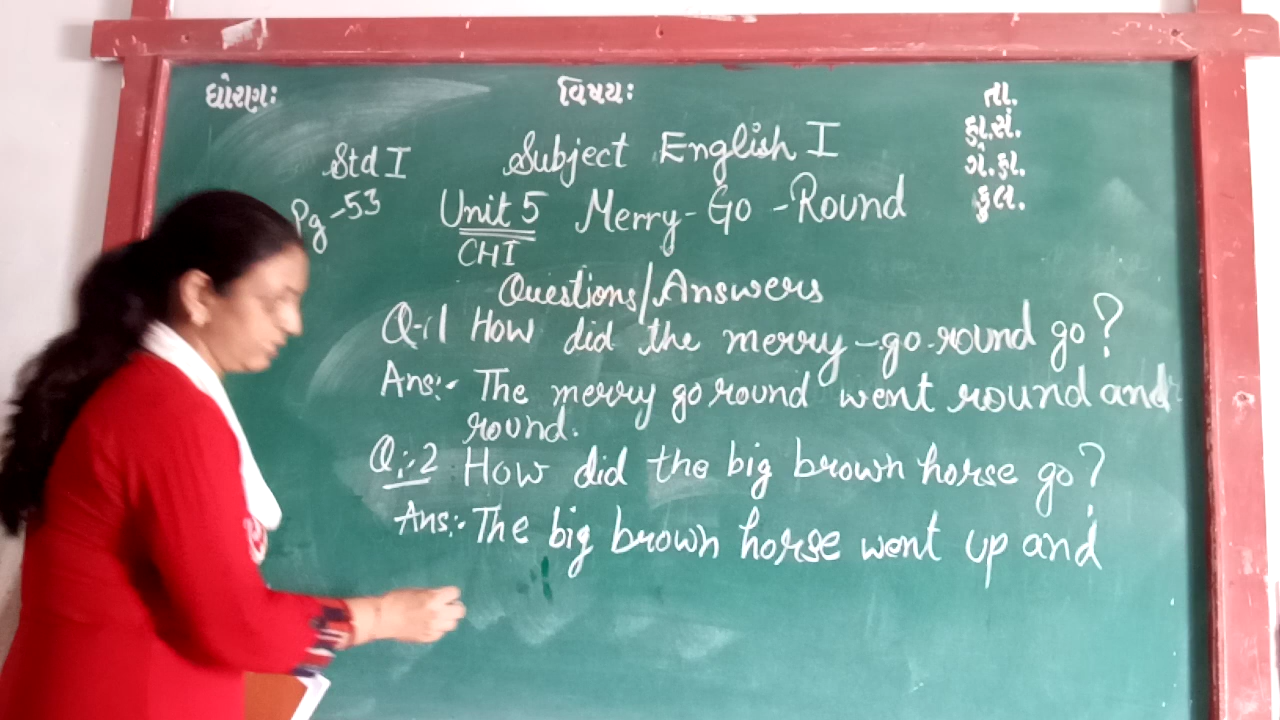 ધોરણઃ વિષયઃ તા.
કુ.સં.
ગે.હા.
કુલ.
Std I Subject English I
Pg-53 Unit 5 Merry-Go-Round
CHI
Questions/Answers
Q-:1 How did the merry-go-round go?
Ans:- The merry go round went round and
round.
Q:-2 How did the big brown horse go?
Ans:- The big brown horse went up and